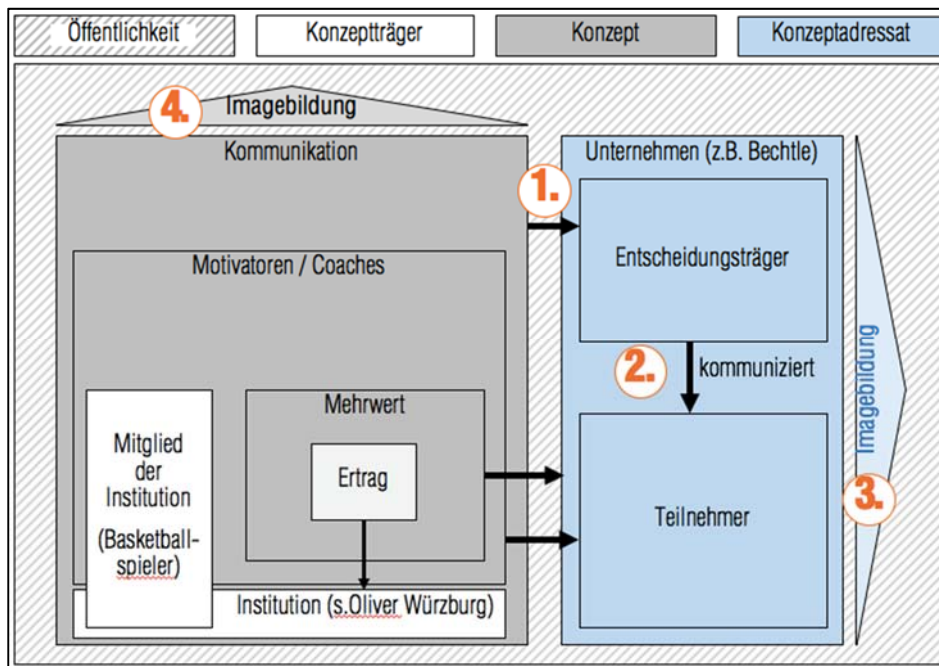 Öffentlichkeit
Konzeptträger
Konzept
Konzeptadressat
4.
Imagebildung
Kommunikation
1.
Unternehmen (z.B. Bechtle)
Motivatoren / Coaches
Entscheidungsträger
2.
kommuniziert
Imagebildung
3.
Mitglied
der
Institution
(Basketball-
spieler)
Mehrwert
Ertrag
Teilnehmer
Institution (s.Oliver Würzburg)